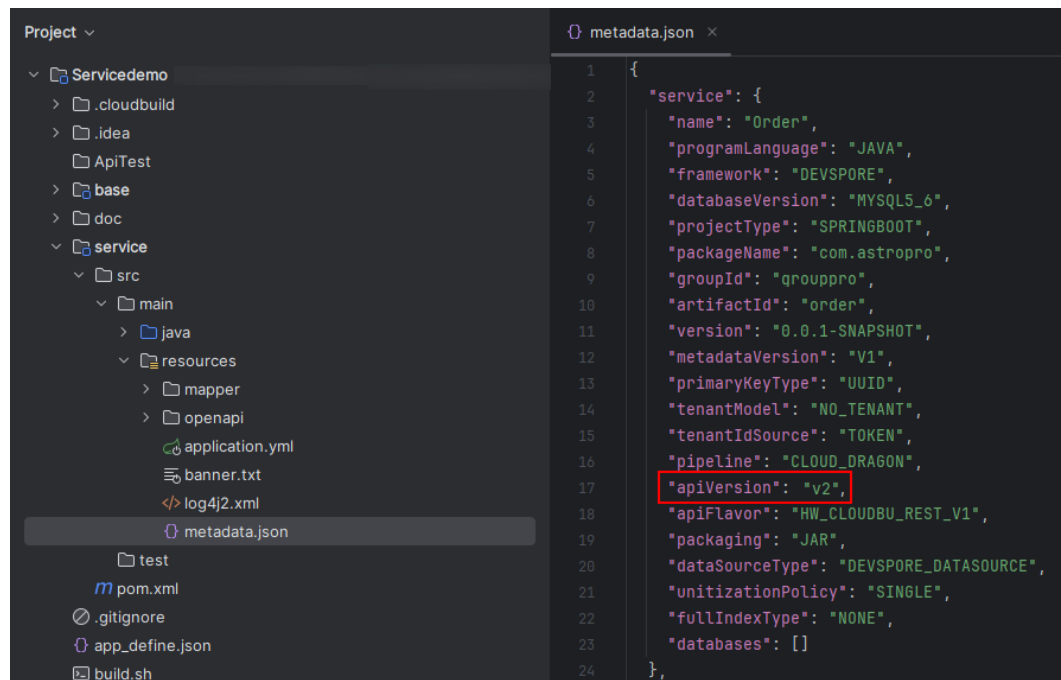 Project
Servicedemo
.cloudbuild
.idea
ApiTest
base
doc
service
src
main
java
resources
mapper
openapi
application.yml
banner.txt
log4j2.xml
metadata.json
test
pom.xml
.gitignore
app_define.json
build.sh
metadata.json
1 {
2 "service": {
3 "name": "Order",
4 "programLanguage": "JAVA",
5 "framework": "DEVSPORE",
6 "databaseVersion": "MYSQL5_6",
7 "projectType": "SPRINGBOOT",
8 "packageName": "com.astropro",
9 "groupId": "qrouppro",
10 "artifactId": "order",
11 "version": "0.0.1-SNAPSHOT",
12 "metadataVersion": "V1",
13 "primaryKeyType": "UUID",
14 "tenantModel": "NO_TENANT",
15 "tenantIdSource": "TOKEN",
16 "pipeline": "CLOUD_DRAGON",
17 "apiVersion": "v2",
18 "apiFlavor": "HW_CLOUDBU_REST_V1",
19 "packaging": "JAR",
20 "dataSourceType": "DEVSPORE_DATASOURCE",
21 "unitizationPolicy": "SINGLE",
22 "fullIndexType": "NONE",
23 "databases": []
24 },